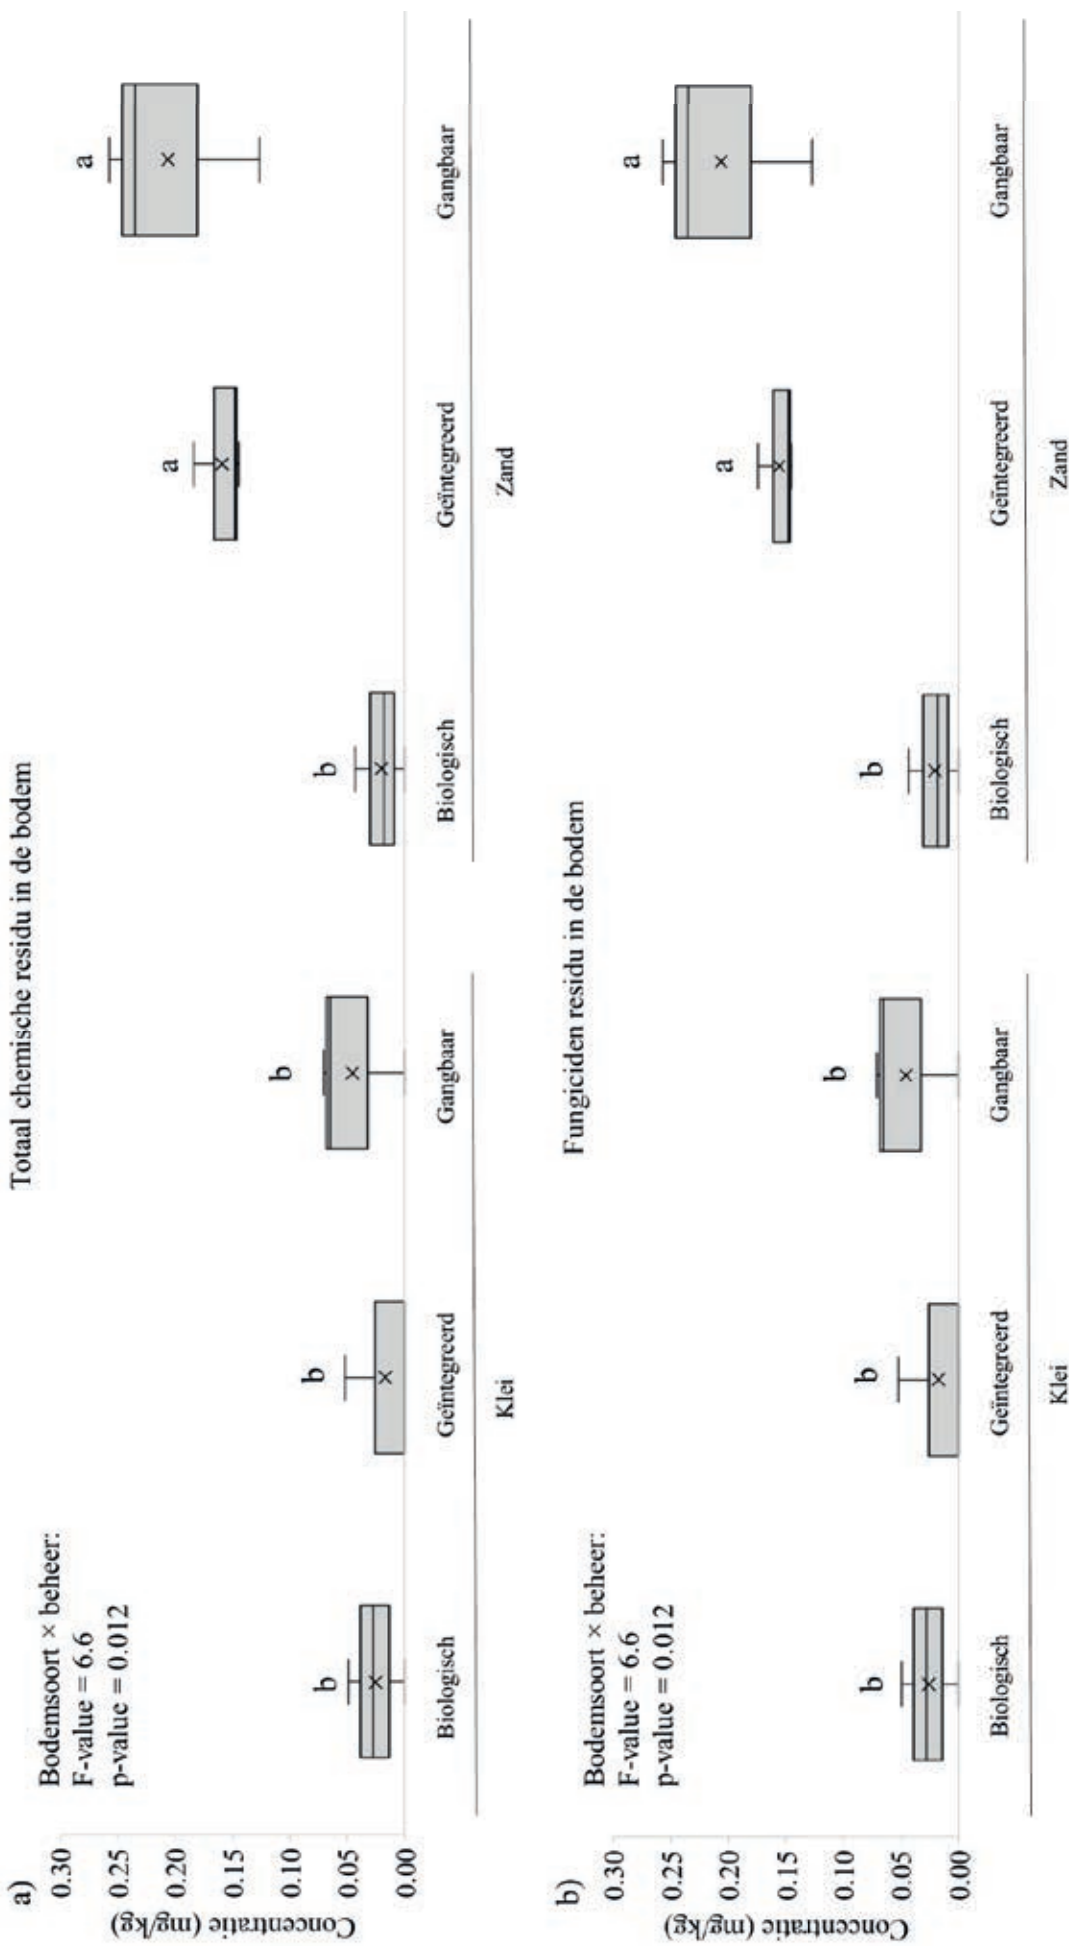 a)
Totaal chemische residu in de bodem
Bodemsoort × beheer:
F-value = 6.6
p-value = 0.012
Concentratie (mg/kg)
0.30
0.25
0.20
0.15
0.10
0.05
0.00
b b b b a a
Biologisch Geïntegreerd Gangbaar Biologisch Geïntegreerd Gangbaar
Klei Zand
b)
Fungiciden residu in de bodem
Bodemsoort × beheer:
F-value = 6.6
p-value = 0.012
Concentratie (mg/kg)
0.30
0.25
0.20
0.15
0.10
0.05
0.00
b b b b a a
Biologisch Geïntegreerd Gangbaar Biologisch Geïntegreerd Gangbaar
Klei Zand